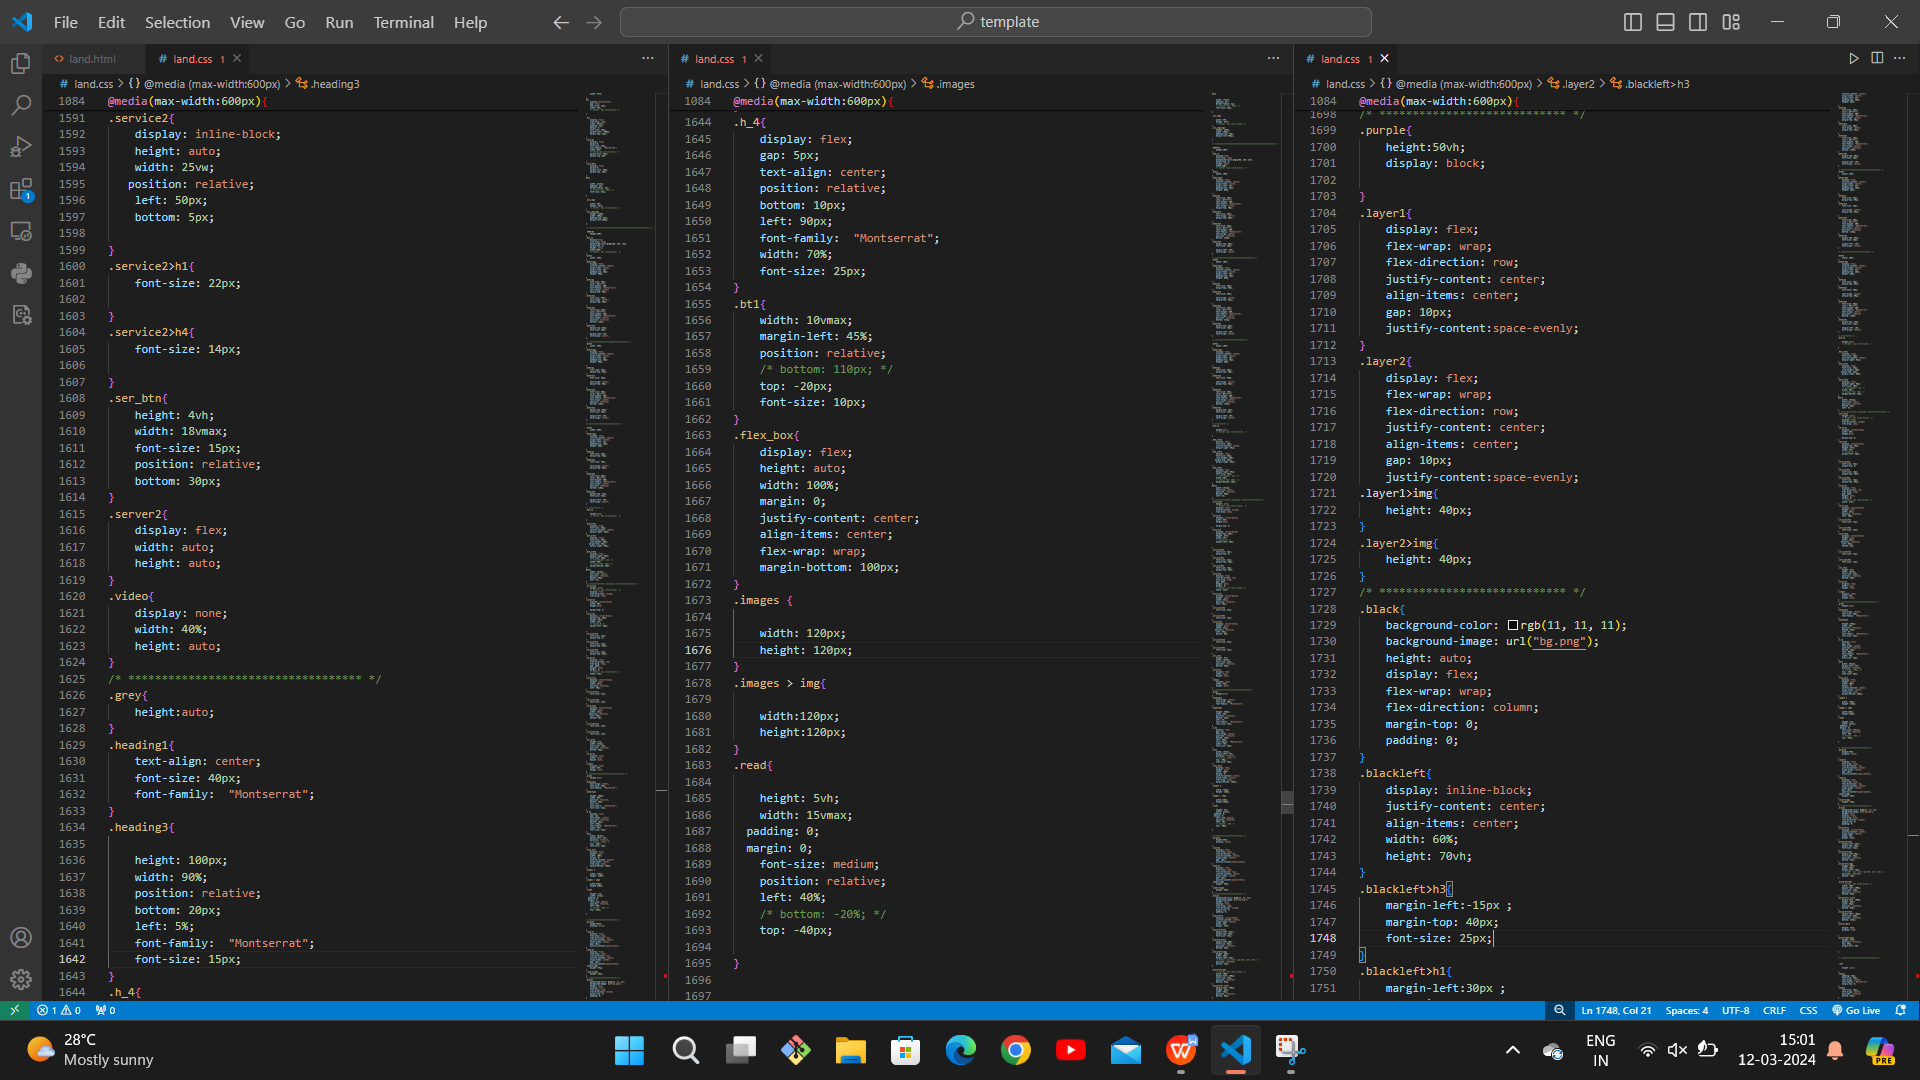 File Edit Selection View Go Run Terminal Help
template
land.html
# land.css 1
# land.css > {} @media (max-width:600px) > .heading3
1084 @media(max-width:600px){
1591 .service2{
1592 display: inline-block;
1593 height: auto;
1594 width: 25vw;
1595 position: relative;
1596 left: 50px;
1597 bottom: 5px;
1598
1599 }
1600 .service2>h1{
1601 font-size: 22px;
1602
1603 }
1604 .service2>h4{
1605 font-size: 14px;
1606
1607 }
1608 .ser_btn{
1609 height: 4vh;
1610 width: 18vmax;
1611 font-size: 15px;
1612 position: relative;
1613 bottom: 30px;
1614 }
1615 .server2{
1616 display: flex;
1617 width: auto;
1618 height: auto;
1619 }
1620 .video{
1621 display: none;
1622 width: 40%;
1623 height: auto;
1624 }
1625 /* *********************************** */
1626 .grey{
1627 height:auto;
1628 }
1629 .heading1{
1630 text-align: center;
1631 font-size: 40px;
1632 font-family: "Montserrat";
1633 }
1634 .heading3{
1635
1636 height: 100px;
1637 width: 90%;
1638 position: relative;
1639 bottom: 20px;
1640 left: 5%;
1641 font-family: "Montserrat";
1642 font-size: 15px;
1643 }
1644 .h_4{
# land.css 1
# land.css > {} @media (max-width:600px) > .images
1084 @media(max-width:600px){
1644 .h_4{
1645 display: flex;
1646 gap: 5px;
1647 text-align: center;
1648 position: relative;
1649 bottom: 10px;
1650 left: 90px;
1651 font-family: "Montserrat";
1652 width: 70%;
1653 font-size: 25px;
1654 }
1655 .bt1{
1656 width: 10vmax;
1657 margin-left: 45%;
1658 position: relative;
1659 /* bottom: 110px; */
1660 top: -20px;
1661 font-size: 10px;
1662 }
1663 .flex_box{
1664 display: flex;
1665 height: auto;
1666 width: 100%;
1667 margin: 0;
1668 justify-content: center;
1669 align-items: center;
1670 flex-wrap: wrap;
1671 margin-bottom: 100px;
1672 }
1673 .images {
1674
1675 width: 120px;
1676 height: 120px;
1677 }
1678 .images > img{
1679
1680 width:120px;
1681 height:120px;
1682 }
1683 .read{
1684
1685 height: 5vh;
1686 width: 15vmax;
1687 padding: 0;
1688 margin: 0;
1689 font-size: medium;
1690 position: relative;
1691 left: 40%;
1692 /* bottom: -20%; */
1693 top: -40px;
1694
1695 }
1696
1697
# land.css 1
# land.css > {} @media (max-width:600px) > .layer2 > .blackleft>h3
1084 @media(max-width:600px){
1698 /* **************************** */
1699 .purple{
1700 height:50vh;
1701 display: block;
1702
1703 }
1704 .layer1{
1705 display: flex;
1706 flex-wrap: wrap;
1707 flex-direction: row;
1708 justify-content: center;
1709 align-items: center;
1710 gap: 10px;
1711 justify-content:space-evenly;
1712 }
1713 .layer2{
1714 display: flex;
1715 flex-wrap: wrap;
1716 flex-direction: row;
1717 justify-content: center;
1718 align-items: center;
1719 gap: 10px;
1720 justify-content:space-evenly;
1721 .layer1>img{
1722 height: 40px;
1723 }
1724 .layer2>img{
1725 height: 40px;
1726 }
1727 /* **************************** */
1728 .black{
1729 background-color: rgb(11, 11, 11);
1730 background-image: url("bg.png");
1731 height: auto;
1732 display: flex;
1733 flex-wrap: wrap;
1734 flex-direction: column;
1735 margin-top: 0;
1736 padding: 0;
1737 }
1738 .blackleft{
1739 display: inline-block;
1740 justify-content: center;
1741 align-items: center;
1742 width: 60%;
1743 height: 70vh;
1744 }
1745 .blackleft>h3{
1746 margin-left:-15px ;
1747 margin-top: 40px;
1748 font-size: 25px;
1749 }
1750 .blackleft>h1{
1751 margin-left:30px ;
1 0 0 Ln 1748, Col 21 Spaces: 4 UTF-8 CRLF CSS Go Live
28°C
Mostly sunny
ENG
IN
15:01
12-03-2024
PRE